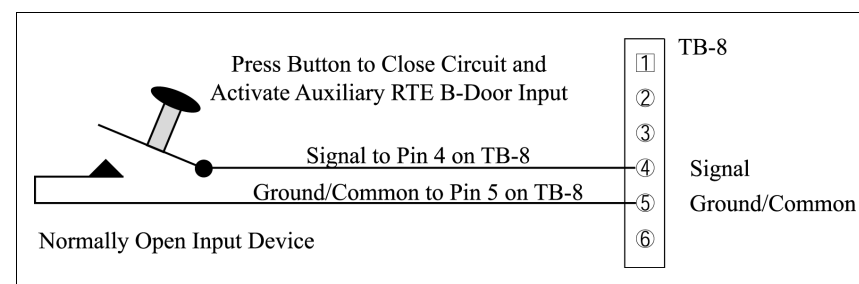 TB-8
Press Button to Close Circuit and
Activate Auxiliary RTE B-Door Input
1
2
3
Signal to Pin 4 on TB-8
4
Signal
Ground/Common to Pin 5 on TB-8
5
Ground/Common
6
Normally Open Input Device